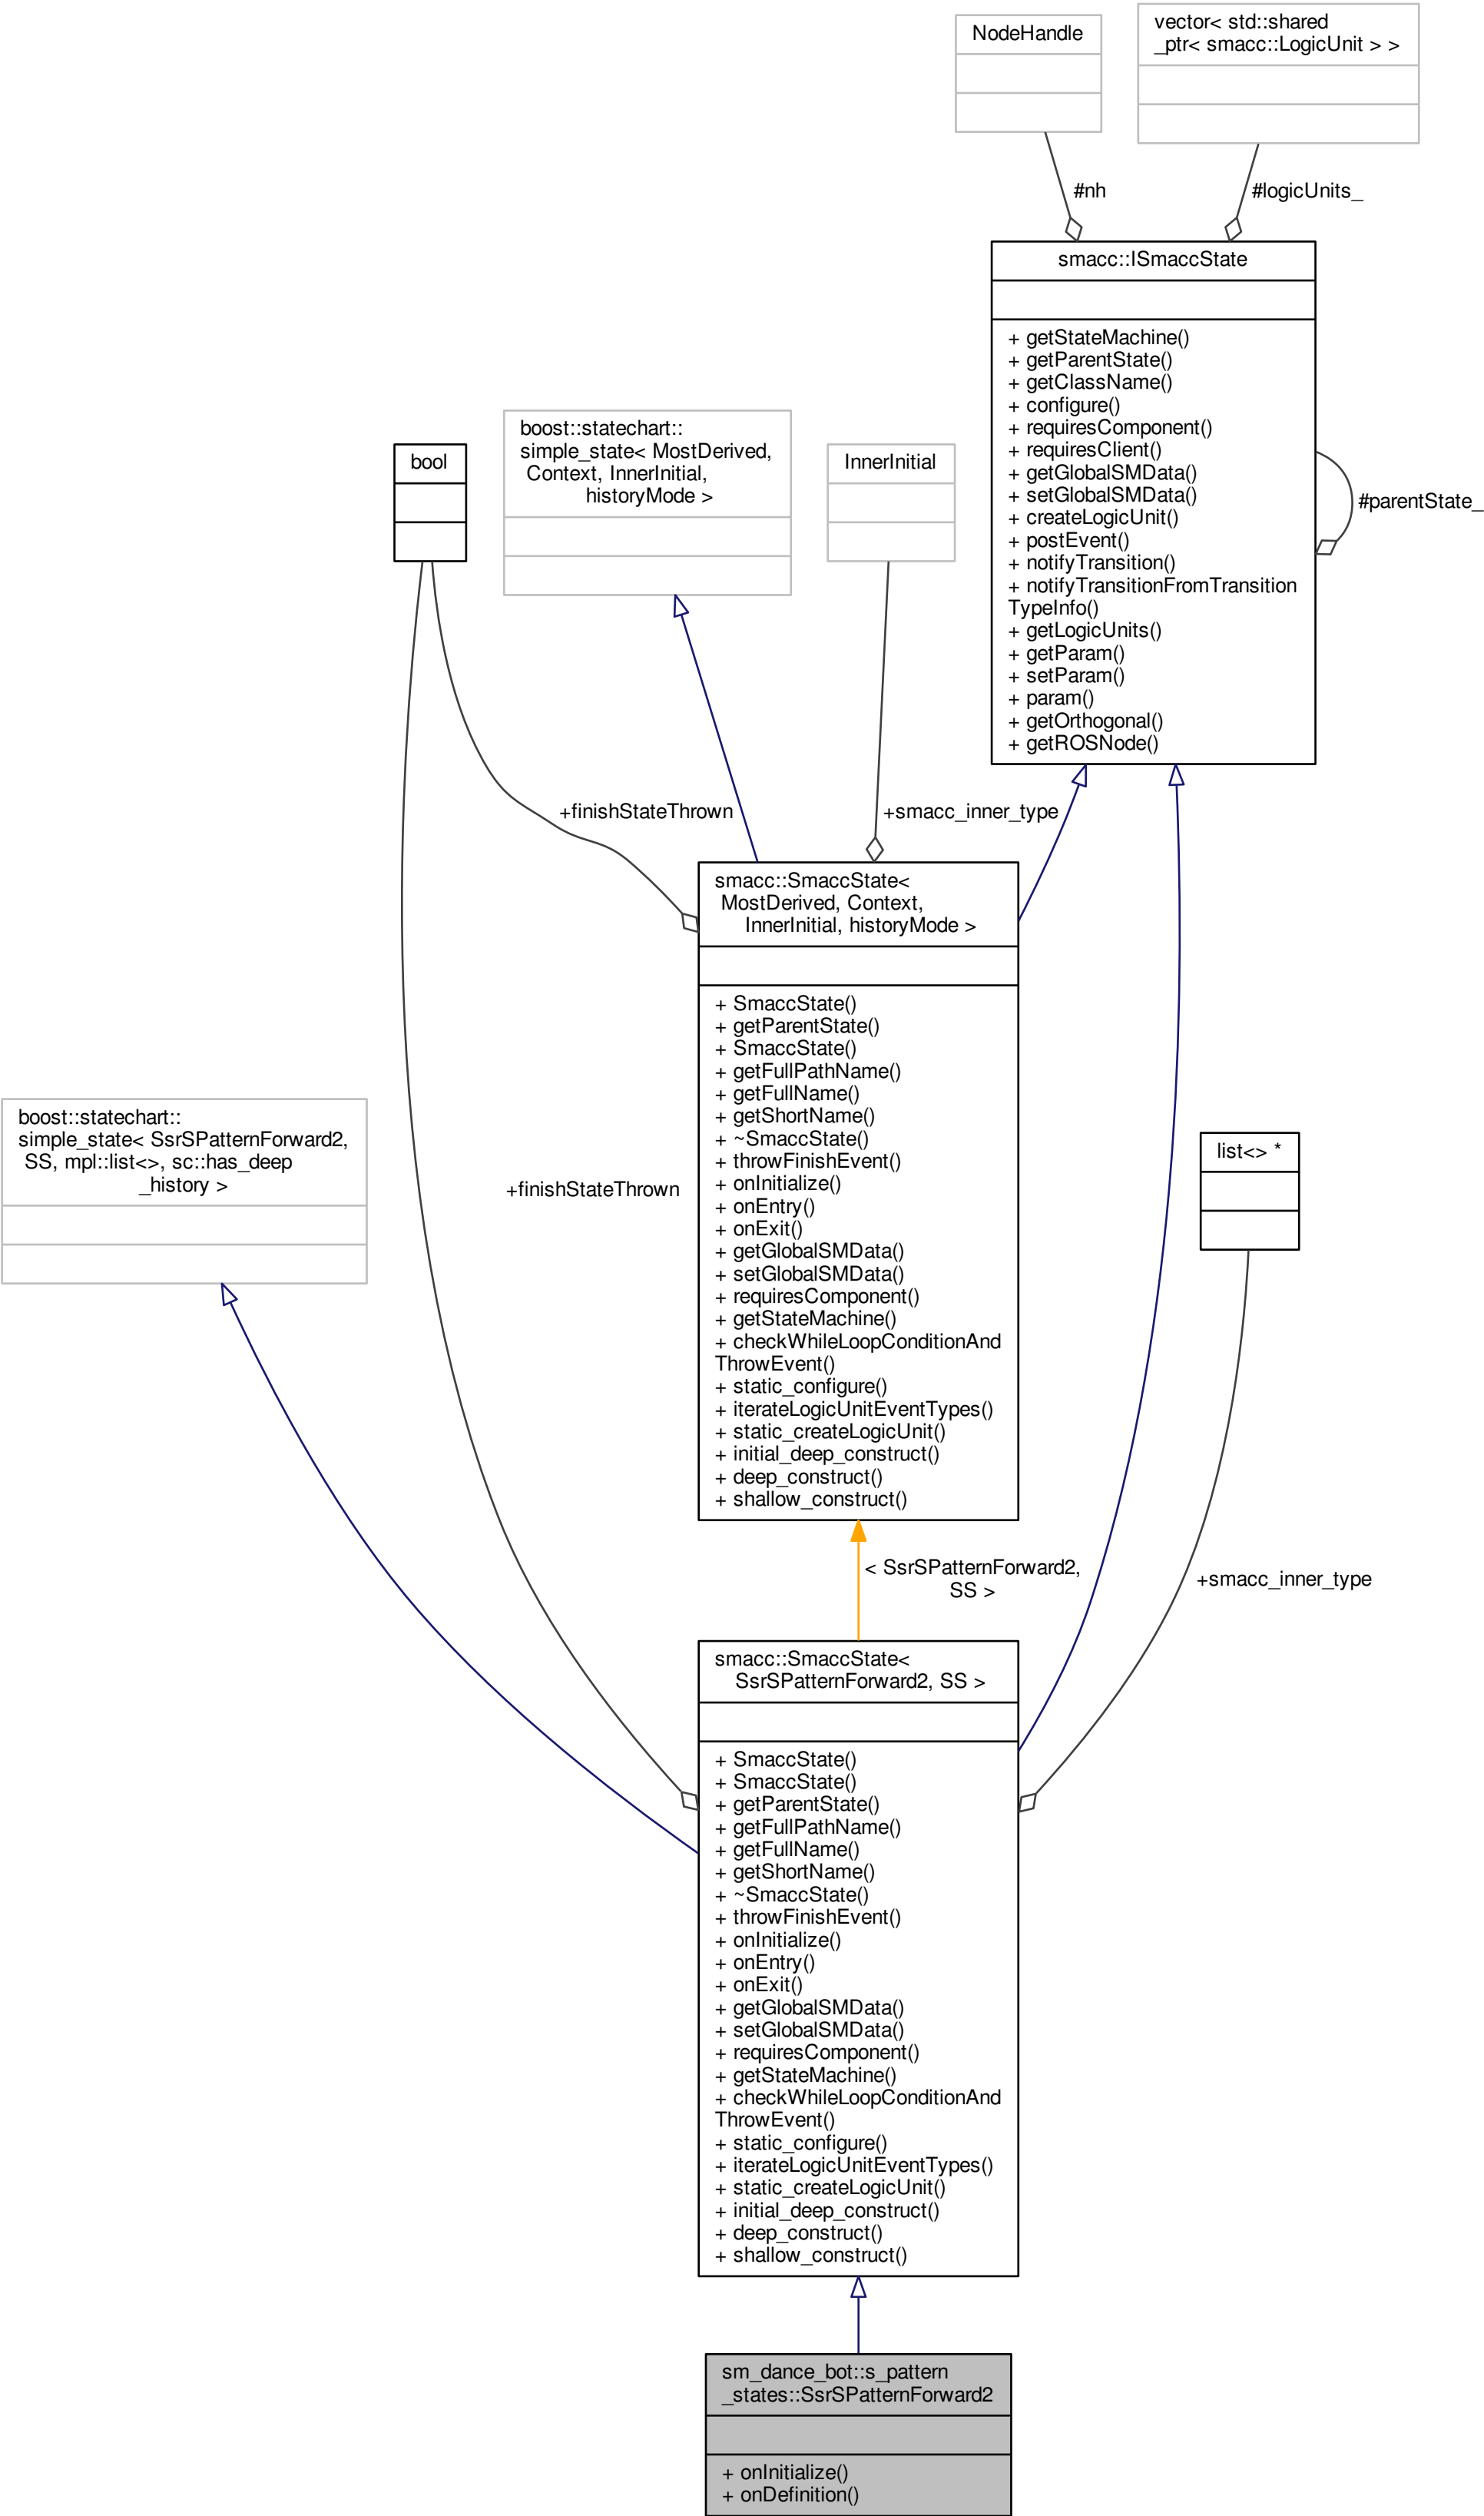 NodeHandle
vector< std::shared
_ptr< smacc::LogicUnit > >
#nh
#logicUnits_
smacc::ISmaccState
+ getStateMachine()
+ getParentState()
+ getClassName()
+ configure()
+ requiresComponent()
+ requiresClient()
+ getGlobalSMData()
+ setGlobalSMData()
+ createLogicUnit()
+ postEvent()
+ notifyTransition()
+ notifyTransitionFromTransition
TypeInfo()
+ getLogicUnits()
+ getParam()
+ setParam()
+ param()
+ getOrthogonal()
+ getROSNode()
#parentState_
bool
boost::statechart::
simple_state< MostDerived,
Context, InnerInitial,
historyMode >
InnerInitial
+finishStateThrown
+smacc_inner_type
smacc::SmaccState<
MostDerived, Context,
InnerInitial, historyMode >
+ SmaccState()
+ getParentState()
+ SmaccState()
+ getFullPathName()
+ getFullName()
+ getShortName()
+ ~SmaccState()
+ throwFinishEvent()
+ onInitialize()
+ onEntry()
+ onExit()
+ getGlobalSMData()
+ setGlobalSMData()
+ requiresComponent()
+ getStateMachine()
+ checkWhileLoopConditionAnd
ThrowEvent()
+ static_configure()
+ iterateLogicUnitEventTypes()
+ static_createLogicUnit()
+ initial_deep_construct()
+ deep_construct()
+ shallow_construct()
boost::statechart::
simple_state< SsrSPatternForward2,
SS, mpl::list<>, sc::has_deep
_history >
+finishStateThrown
list<> *
< SsrSPatternForward2,
SS >
+smacc_inner_type
smacc::SmaccState<
SsrSPatternForward2, SS >
+ SmaccState()
+ SmaccState()
+ getParentState()
+ getFullPathName()
+ getFullName()
+ getShortName()
+ ~SmaccState()
+ throwFinishEvent()
+ onInitialize()
+ onEntry()
+ onExit()
+ getGlobalSMData()
+ setGlobalSMData()
+ requiresComponent()
+ getStateMachine()
+ checkWhileLoopConditionAnd
ThrowEvent()
+ static_configure()
+ iterateLogicUnitEventTypes()
+ static_createLogicUnit()
+ initial_deep_construct()
+ deep_construct()
+ shallow_construct()
sm_dance_bot::s_pattern
_states::SsrSPatternForward2
+ onInitialize()
+ onDefinition()